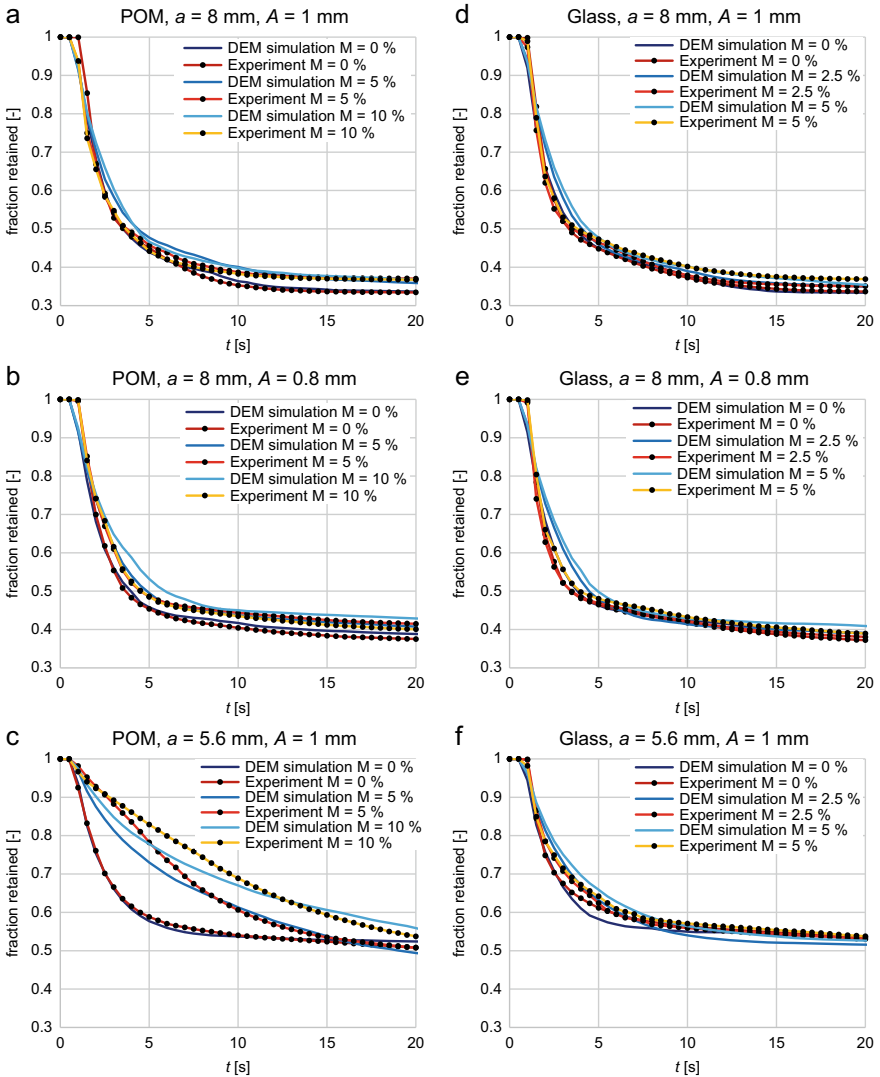 a
POM, a = 8 mm, A = 1 mm
fraction retained [-]
1
0.9
0.8
0.7
0.6
0.5
0.4
0.3
DEM simulation M = 0 %
Experiment M = 0 %
DEM simulation M = 5 %
Experiment M = 5 %
DEM simulation M = 10 %
Experiment M = 10 %
0 5 10 15 20
t [s]
d
Glass, a = 8 mm, A = 1 mm
fraction retained [-]
1
0.9
0.8
0.7
0.6
0.5
0.4
0.3
DEM simulation M = 0 %
Experiment M = 0 %
DEM simulation M = 2.5 %
Experiment M = 2.5 %
DEM simulation M = 5 %
Experiment M = 5 %
0 5 10 15 20
t [s]
b
POM, a = 8 mm, A = 0.8 mm
fraction retained [-]
1
0.9
0.8
0.7
0.6
0.5
0.4
0.3
DEM simulation M = 0 %
Experiment M = 0 %
DEM simulation M = 5 %
Experiment M = 5 %
DEM simulation M = 10 %
Experiment M = 10 %
0 5 10 15 20
t [s]
e
Glass, a = 8 mm, A = 0.8 mm
fraction retained [-]
1
0.9
0.8
0.7
0.6
0.5
0.4
0.3
DEM simulation M = 0 %
Experiment M = 0 %
DEM simulation M = 2.5 %
Experiment M = 2.5 %
DEM simulation M = 5 %
Experiment M = 5 %
0 5 10 15 20
t [s]
c
POM, a = 5.6 mm, A = 1 mm
fraction retained [-]
1
0.9
0.8
0.7
0.6
0.5
0.4
0.3
DEM simulation M = 0 %
Experiment M = 0 %
DEM simulation M = 5 %
Experiment M = 5 %
DEM simulation M = 10 %
Experiment M = 10 %
0 5 10 15 20
t [s]
f
Glass, a = 5.6 mm, A = 1 mm
fraction retained [-]
1
0.9
0.8
0.7
0.6
0.5
0.4
0.3
DEM simulation M = 0 %
Experiment M = 0 %
DEM simulation M = 2.5 %
Experiment M = 2.5 %
DEM simulation M = 5 %
Experiment M = 5 %
0 5 10 15 20
t [s]